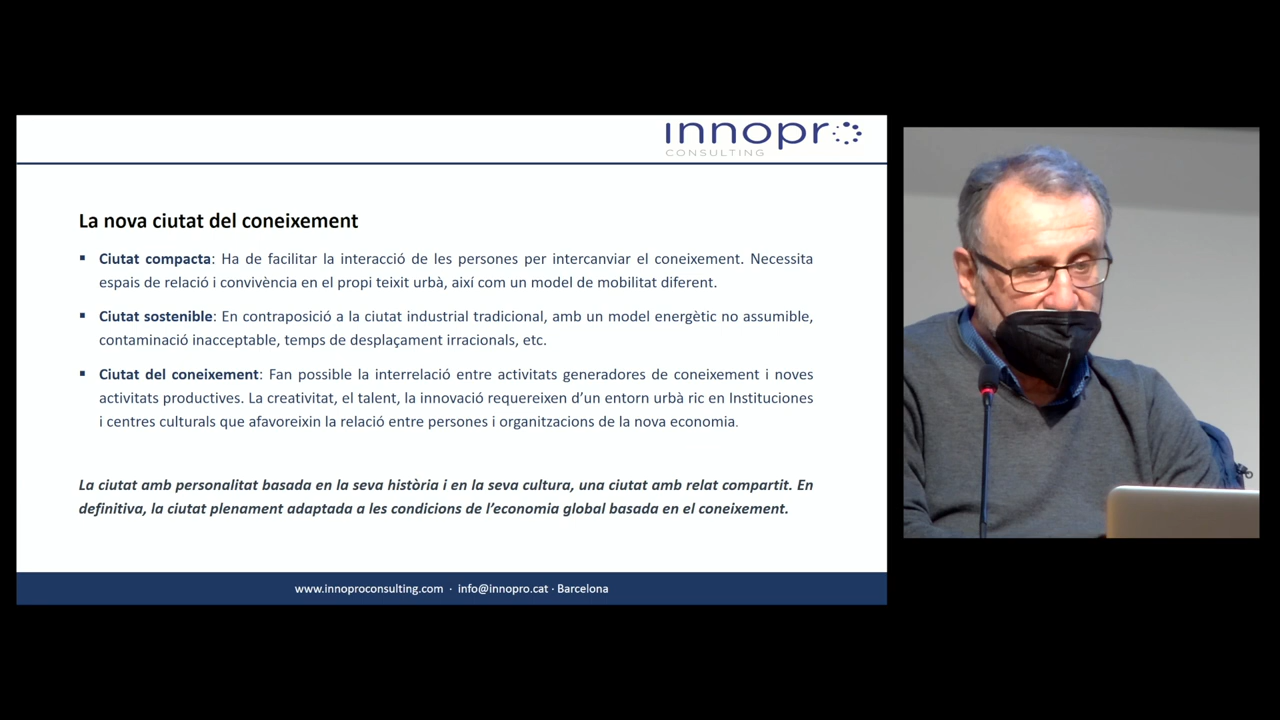 innopro
CONSULTING
La nova ciutat del coneixement
▪ Ciutat compacta: Ha de facilitar la interacció de les persones per intercanviar el coneixement. Necessita
espais de relació i convivència en el propi teixit urbà, així com un model de mobilitat diferent.
▪ Ciutat sostenible: En contraposició a la ciutat industrial tradicional, amb un model energètic no assumible,
contaminació inacceptable, temps de desplaçament irracionals, etc.
▪ Ciutat del coneixement: Fan possible la interrelació entre activitats generadores de coneixement i noves
activitats productives. La creativitat, el talent, la innovació requereixen d’un entorn urbà ric en Instituciones
i centres culturals que afavoreixin la relació entre persones i organitzacions de la nova economia.
La ciutat amb personalitat basada en la seva història i en la seva cultura, una ciutat amb relat compartit. En
definitiva, la ciutat plenament adaptada a les condicions de l’economia global basada en el coneixement.
www.innoproconsulting.com · info@innopro.cat · Barcelona